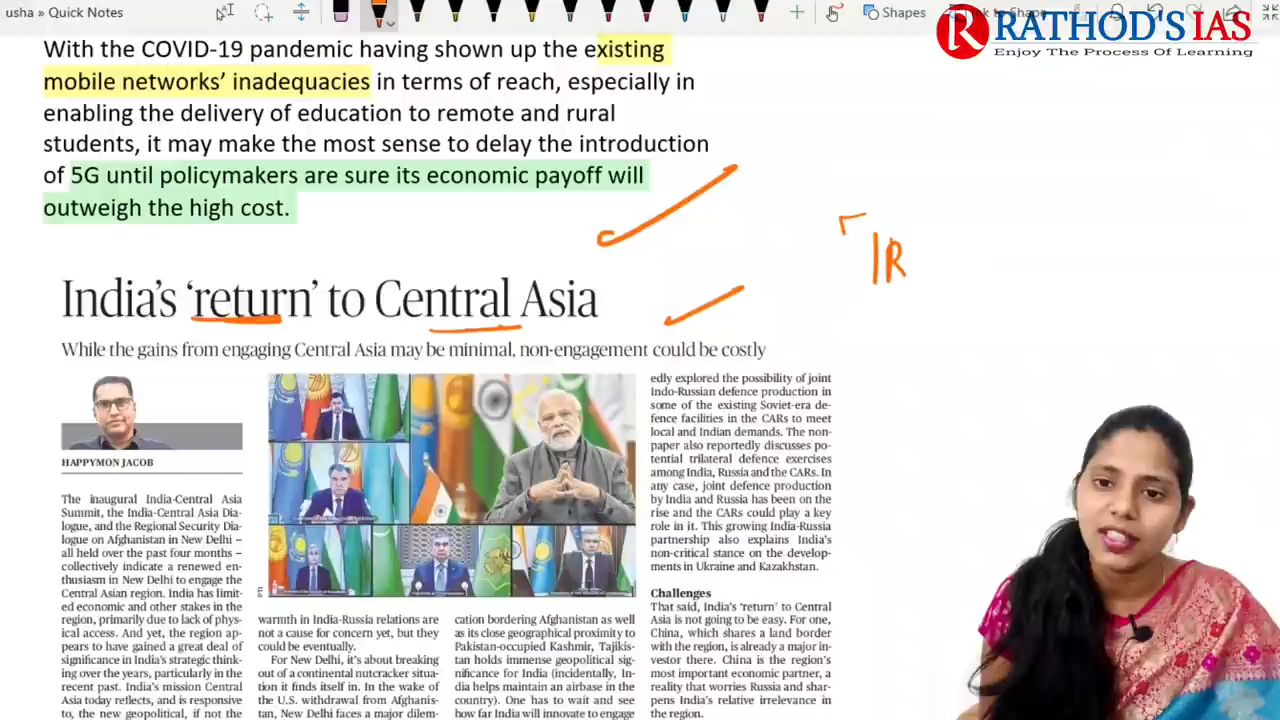 usha » Quick Notes
Shapes
RATHOD'S IAS
Enjoy The Process Of Learning
With the COVID-19 pandemic having shown up the existing
mobile networks’ inadequacies in terms of reach, especially in
enabling the delivery of education to remote and rural
students, it may make the most sense to delay the introduction
of 5G until policymakers are sure its economic payoff will
outweigh the high cost.
IR
India’s ‘return’ to Central Asia
While the gains from engaging Central Asia may be minimal, non-engagement could be costly
HAPPYMON JACOB
The inaugural India-Central Asia
Summit, the India-Central Asia Dia-
logue, and the Regional Security Dia-
logue on Afghanistan in New Delhi –
all held over the past four months –
collectively indicate a renewed en-
thusiasm in New Delhi to engage the
Central Asian region. India has limit-
ed economic and other stakes in the
region, primarily due to lack of phys-
ical access. And yet, the region ap-
pears to have gained a great deal of
significance in India’s strategic think-
ing over the years, particularly in the
recent past. India’s mission Central
Asia today reflects, and is responsive
to, the new geopolitical, if not the
PTI
warmth in India-Russia relations are
not a cause for concern yet, but they
could be eventually.
For New Delhi, it’s about breaking
out of a continental nutcracker situa-
tion it finds itself in. In the wake of
the U.S. withdrawal from Afghanis-
tan, New Delhi faces a major dilem-
cation bordering Afghanistan as well
as its close geographical proximity to
Pakistan-occupied Kashmir, Tajikis-
tan holds immense geopolitical sig-
nificance for India (incidentally, In-
dia helps maintain an airbase in the
country). One has to wait and see
how far India will innovate to engage
edly explored the possibility of joint
Indo-Russian defence production in
some of the existing Soviet-era de-
fence facilities in the CARs to meet
local and Indian demands. The non-
paper also reportedly discusses po-
tential trilateral defence exercises
among India, Russia and the CARs. In
any case, joint defence production
by India and Russia has been on the
rise and the CARs could play a key
role in it. This growing India-Russia
partnership also explains India’s
non-critical stance on the develop-
ments in Ukraine and Kazakhstan.
Challenges
That said, India’s ‘return’ to Central
Asia is not going to be easy. For one,
China, which shares a land border
with the region, is already a major in-
vestor there. China is the region’s
most important economic partner, a
reality that worries Russia and shar-
pens India’s relative irrelevance in
the region.